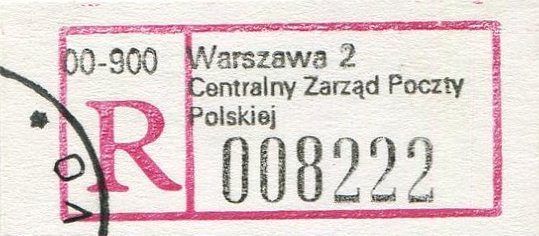 00-900 Warszawa 2
Centralny Zarząd Poczty
Polskiej
R 008222